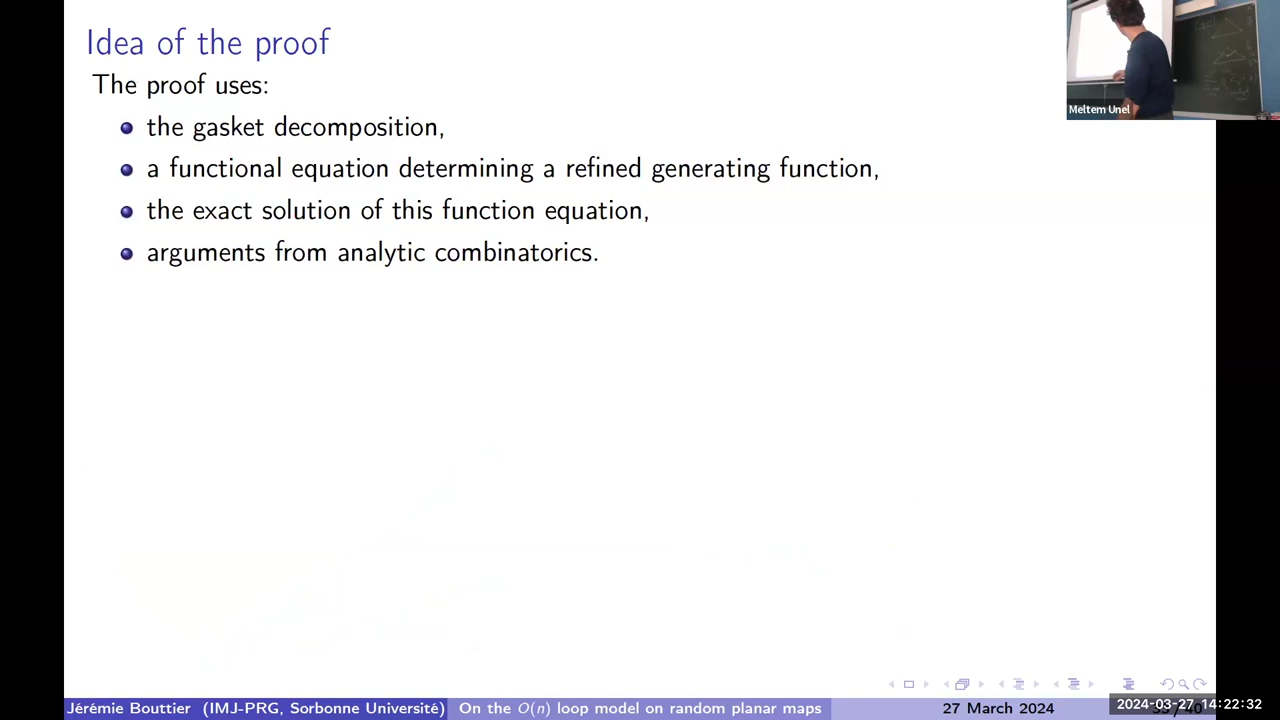 Idea of the proof
The proof uses:
the gasket decomposition,
a functional equation determining a refined generating function,
the exact solution of this function equation,
arguments from analytic combinatorics.
Meltem Unel
Jérémie Bouttier (IMJ-PRG, Sorbonne Université) On the O(n) loop model on random planar maps 27 March 2024
2024-03-27 14:22:32